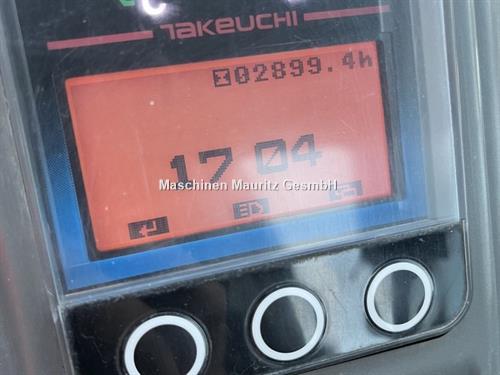 TAKEUCHI
02899.4h
17 04
Maschinen Mauritz GesmbH